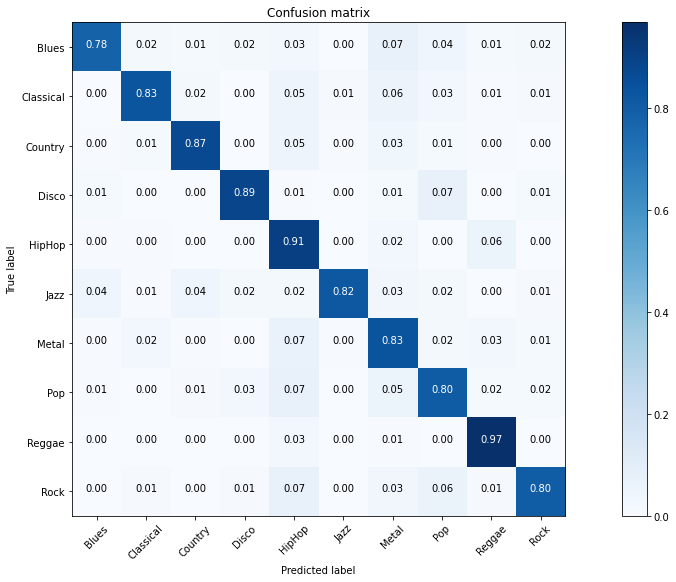 Confusion matrix
Blues 0.78 0.02 0.01 0.02 0.03 0.00 0.07 0.04 0.01 0.02
Classical 0.00 0.83 0.02 0.00 0.05 0.01 0.06 0.03 0.01 0.01
Country 0.00 0.01 0.87 0.00 0.05 0.00 0.03 0.01 0.00 0.00
Disco 0.01 0.00 0.00 0.89 0.01 0.00 0.01 0.07 0.00 0.01
HipHop 0.00 0.00 0.00 0.00 0.91 0.00 0.02 0.00 0.06 0.00
Jazz 0.04 0.01 0.04 0.02 0.02 0.82 0.03 0.02 0.00 0.01
Metal 0.00 0.02 0.00 0.00 0.07 0.00 0.83 0.02 0.03 0.01
Pop 0.01 0.00 0.01 0.03 0.07 0.00 0.05 0.80 0.02 0.02
Reggae 0.00 0.00 0.00 0.00 0.03 0.00 0.01 0.00 0.97 0.00
Rock 0.00 0.01 0.00 0.01 0.07 0.00 0.03 0.06 0.01 0.80
Blues Classical Country Disco HipHop Jazz Metal Pop Reggae Rock
Predicted label
True label
0.8
0.6
0.4
0.2
0.0